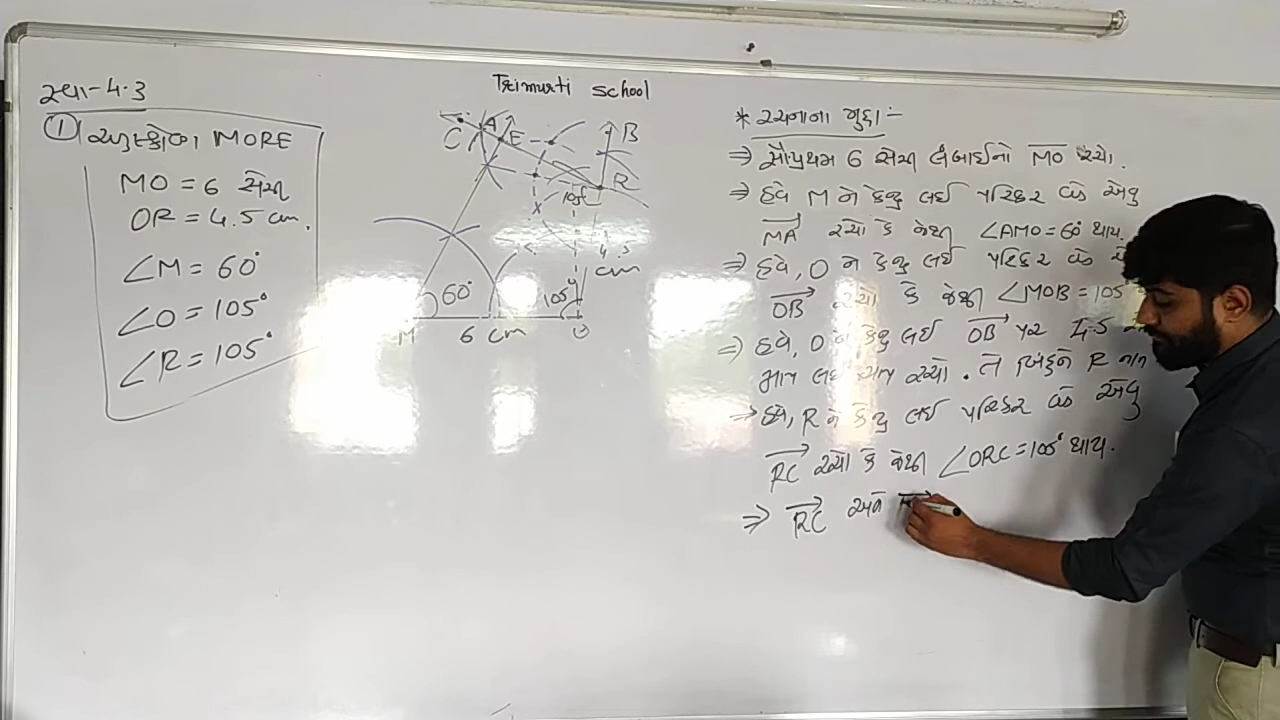 Trimurti school
સ્વા-4.3
① ચતુષ્કોણ MORE
MO = 6 સેમી
OR = 4.5 cm.
∠M = 60°
∠O = 105°
∠R = 105°
C A E B
R
105°
4.5
cm
60° 105°
M 6 cm O
* રચનાના મુદ્દા :-
⇒ સૌપ્રથમ 6 સેમી લંબાઈનો MO રચો.
⇒ હવે M ને કેન્દ્ર લઈ પરિકર વડે એવું
MA રચો કે જેથી ∠AMO = 60° થાય.
⇒ હવે, O ને કેન્દ્ર લઈ પરિકર વડે
OB રચો કે જેથી ∠MOB = 105°
⇒ હવે, O ને કેન્દ્ર લઈ OB પર 4.5
માપ લઈ ચાપ રચો. તે બિંદુને R નામ
⇒ હવે, R ને કેન્દ્ર લઈ પરિકર વડે એવું
RC રચો કે જેથી ∠ORC = 105° થાય.
⇒ RC અને